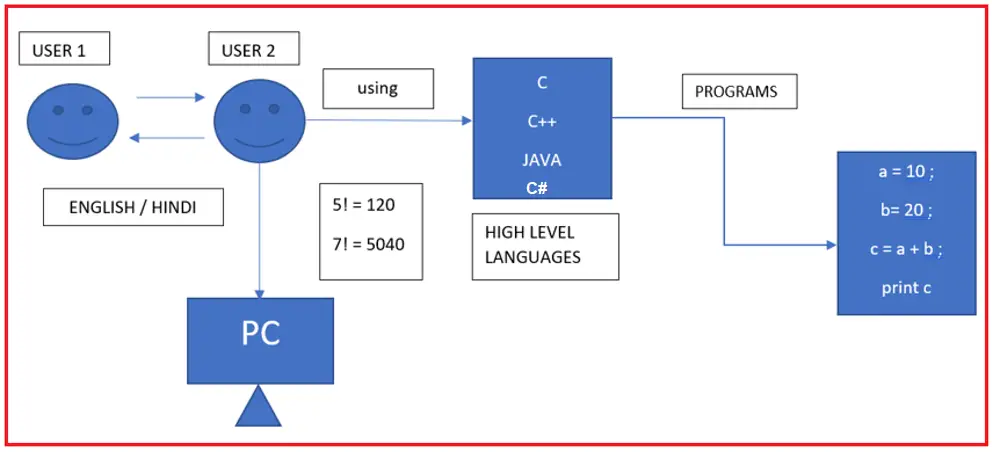 USER 1
USER 2
using
ENGLISH / HINDI
5! = 120
7! = 5040
PC
C
C++
JAVA
C#
HIGH LEVEL
LANGUAGES
PROGRAMS
a = 10 ;
b= 20 ;
c = a + b ;
print c